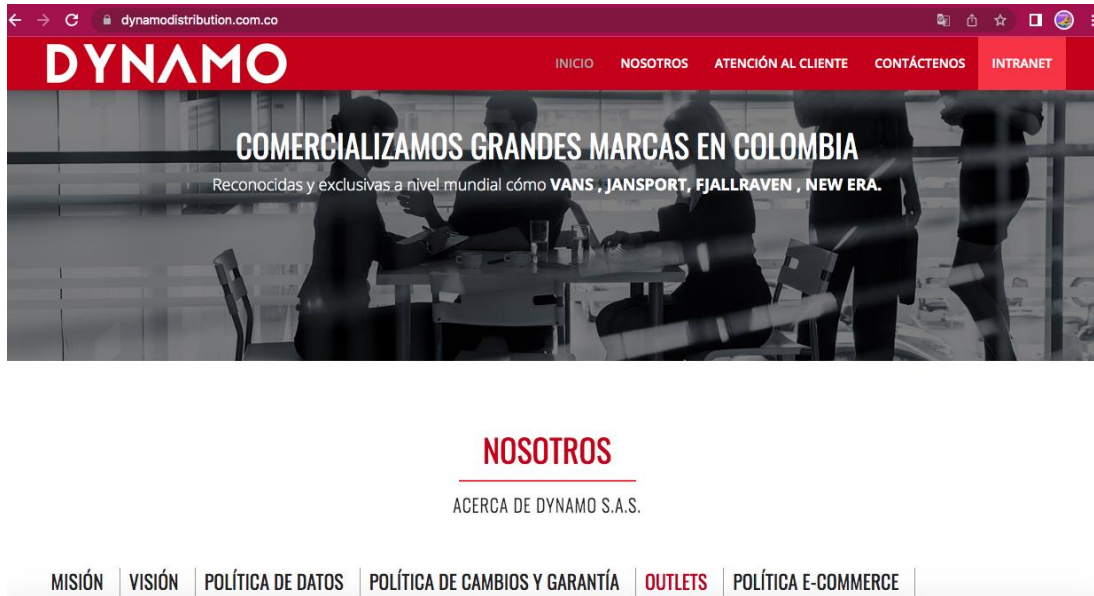 dynamodistribution.com.co
DYNAMO
INICIO NOSOTROS ATENCIÓN AL CLIENTE CONTÁCTENOS INTRANET
COMERCIALIZAMOS GRANDES MARCAS EN COLOMBIA
Reconocidas y exclusivas a nivel mundial cómo VANS , JANSPORT, FJALLRAVEN , NEW ERA.
NOSOTROS
ACERCA DE DYNAMO S.A.S.
MISIÓN VISIÓN POLÍTICA DE DATOS POLÍTICA DE CAMBIOS Y GARANTÍA OUTLETS POLÍTICA E-COMMERCE